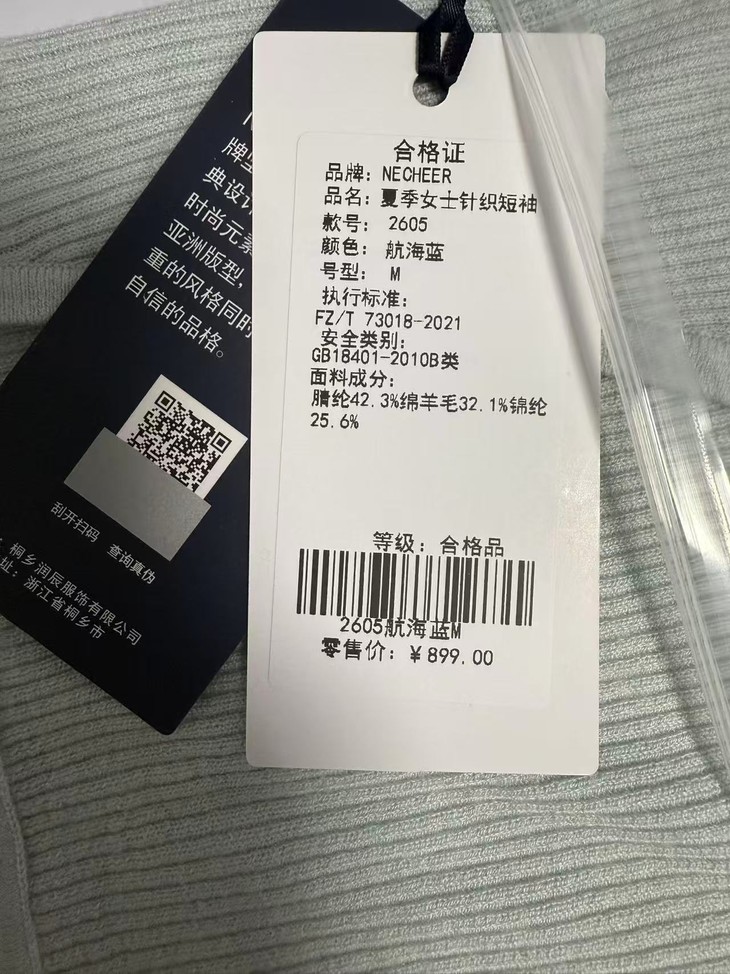 合格证
品牌：NECHEER
品名：夏季女士针织短袖
款号：2605
颜色：航海蓝
号型：M
执行标准：
FZ/T 73018-2021
安全类别：
GB18401-2010B类
面料成分：
腈纶42.3%绵羊毛32.1%锦纶
25.6%
等级：合格品
2605航海蓝M
零售价：￥899.00
牌
典设计
时尚元素
亚洲版型，
重的风格同时
自信的品格。
刮开扫码 查询真伪
桐乡润辰服饰有限公司
址：浙江省桐乡市